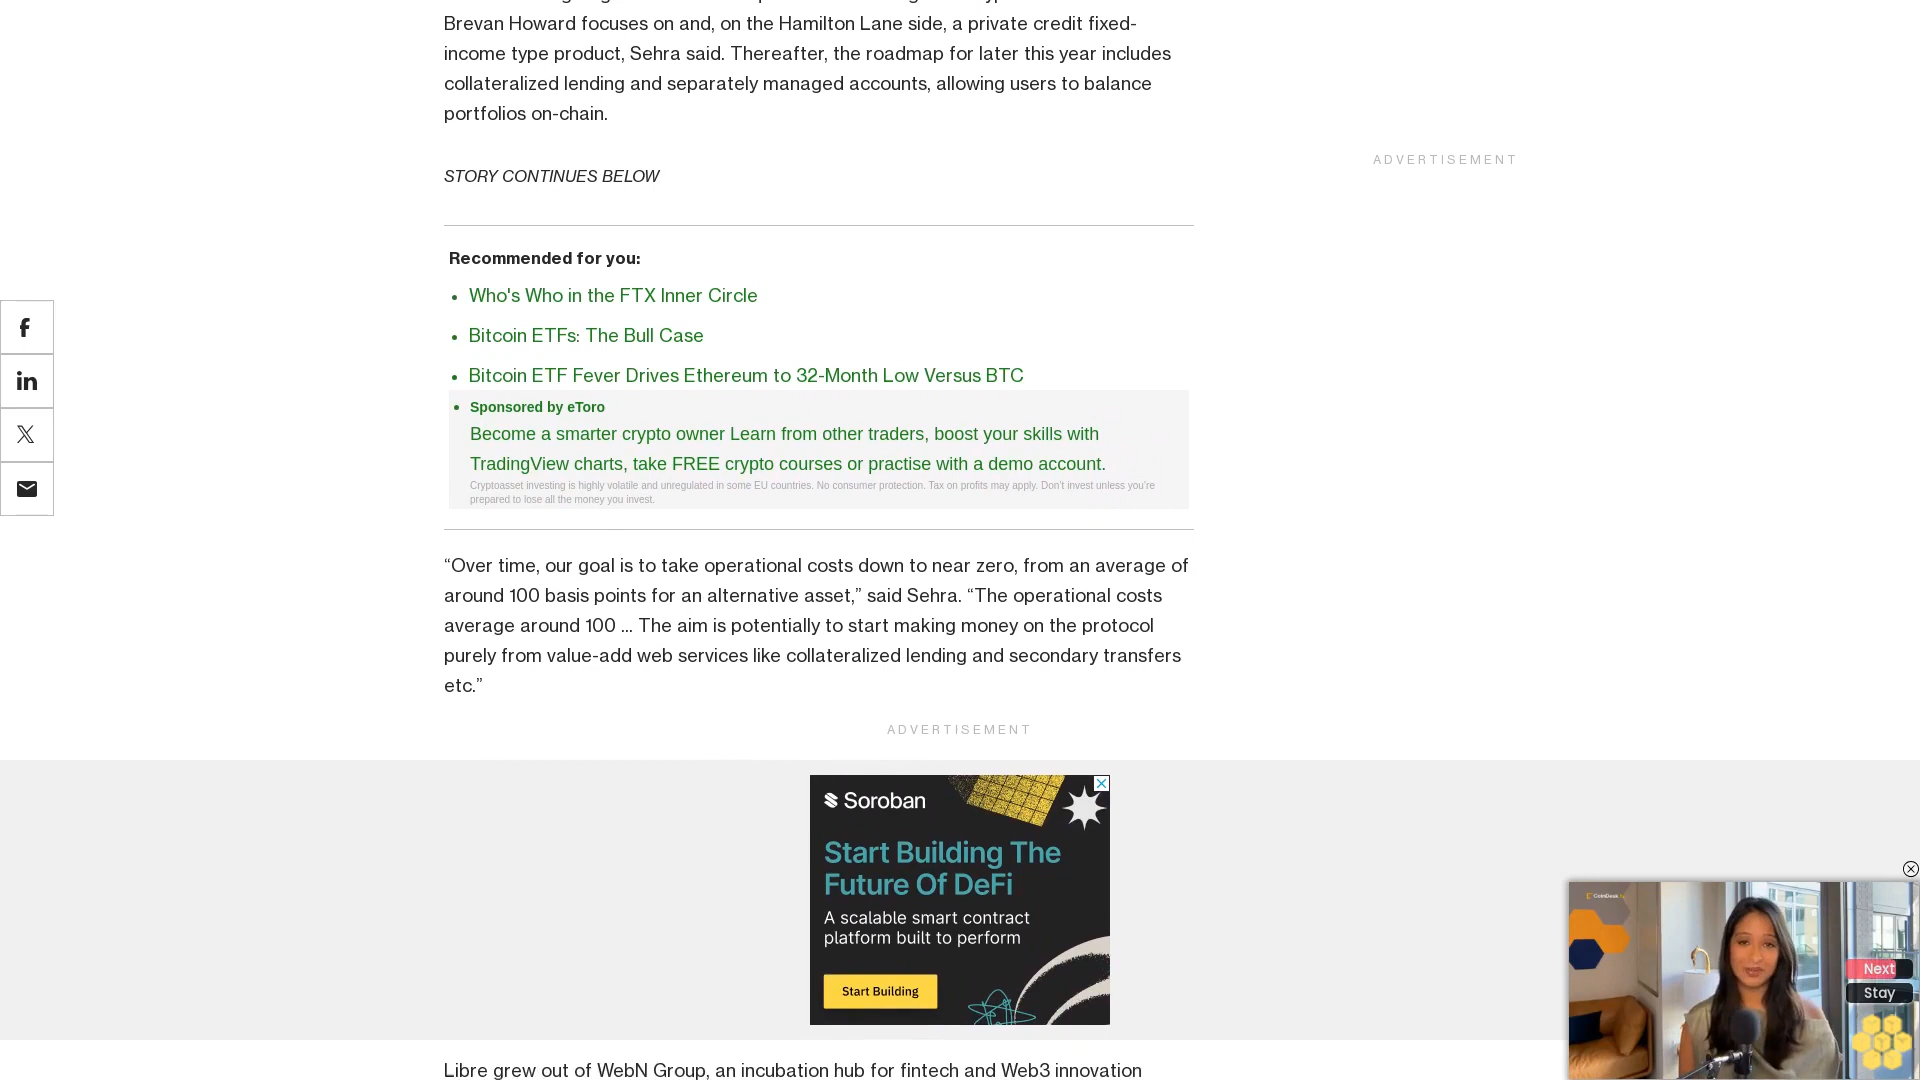 Brevan Howard focuses on and, on the Hamilton Lane side, a private credit fixed-
income type product, Sehra said. Thereafter, the roadmap for later this year includes
collateralized lending and separately managed accounts, allowing users to balance
portfolios on-chain.
ADVERTISEMENT
STORY CONTINUES BELOW
Recommended for you:
• Who's Who in the FTX Inner Circle
• Bitcoin ETFs: The Bull Case
• Bitcoin ETF Fever Drives Ethereum to 32-Month Low Versus BTC
• Sponsored by eToro
Become a smarter crypto owner Learn from other traders, boost your skills with
TradingView charts, take FREE crypto courses or practise with a demo account.
Cryptoasset investing is highly volatile and unregulated in some EU countries. No consumer protection. Tax on profits may apply. Don't invest unless you're
prepared to lose all the money you invest.
“Over time, our goal is to take operational costs down to near zero, from an average of
around 100 basis points for an alternative asset,” said Sehra. “The operational costs
average around 100 ... The aim is potentially to start making money on the protocol
purely from value-add web services like collateralized lending and secondary transfers
etc.”
ADVERTISEMENT
Soroban
Start Building The
Future Of DeFi
A scalable smart contract
platform built to perform
Start Building
CoinDesk
Next
Stay
Libre grew out of WebN Group, an incubation hub for fintech and Web3 innovation